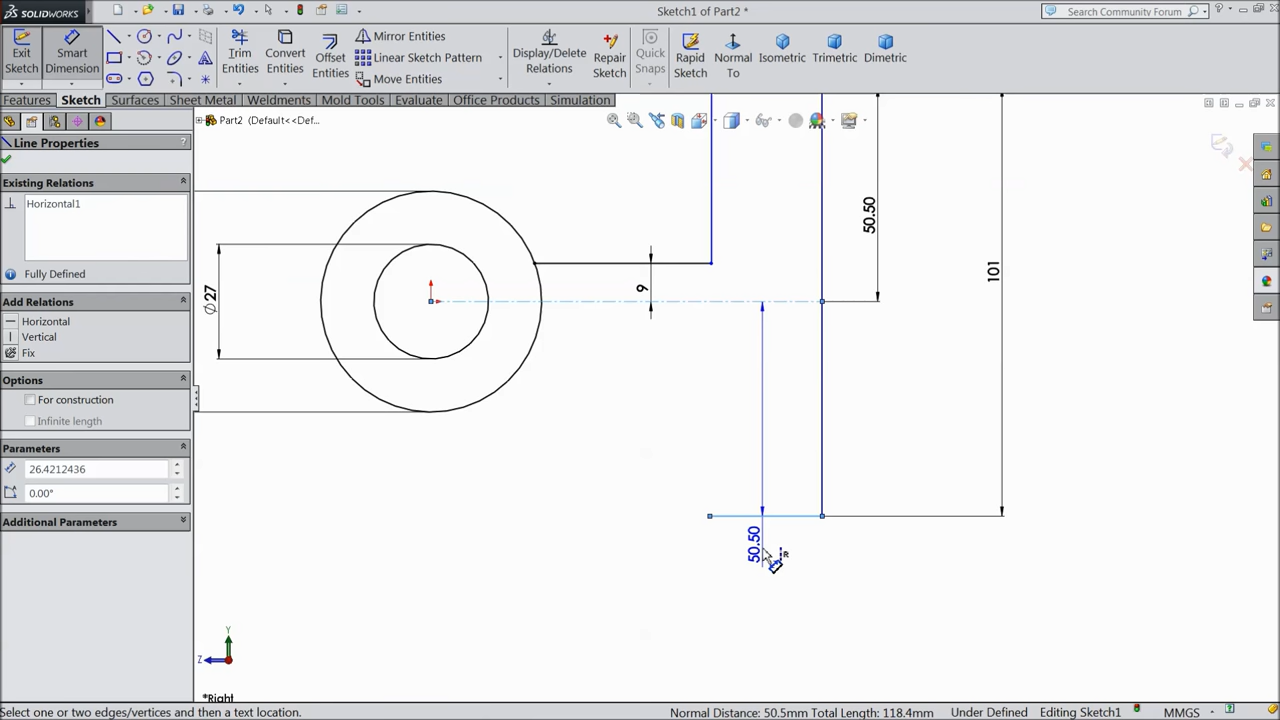 SOLIDWORKS
Sketch1 of Part2 *
Search Community Forum
Exit Sketch
Smart Dimension
Trim Entities
Convert Entities
Offset Entities
Mirror Entities
Linear Sketch Pattern
Move Entities
Display/Delete Relations
Repair Sketch
Quick Snaps
Rapid Sketch
Normal To
Isometric
Trimetric
Dimetric
Features
Sketch
Surfaces
Sheet Metal
Weldments
Mold Tools
Evaluate
Office Products
Simulation
Part2 (Default<<Def...
Line Properties
?
Existing Relations
Horizontal1
Fully Defined
Add Relations
Horizontal
Vertical
Fix
Options
For construction
Infinite length
Parameters
26.4212436
0.00°
Additional Parameters
∅27
9
50.50
101
50.50
R
Y
Z
*Right
Select one or two edges/vertices and then a text location.
Normal Distance: 50.5mm Total Length: 118.4mm
Under Defined
Editing Sketch1
MMGS